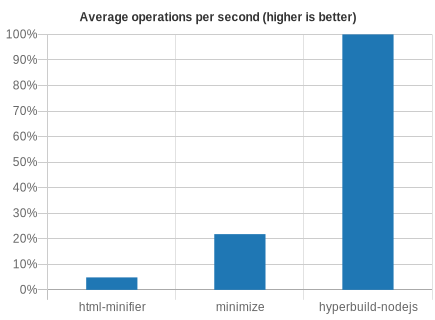 Average operations per second (higher is better)
100%
90%
80%
70%
60%
50%
40%
30%
20%
10%
0%
html-minifier
minimize
hyperbuild-nodejs